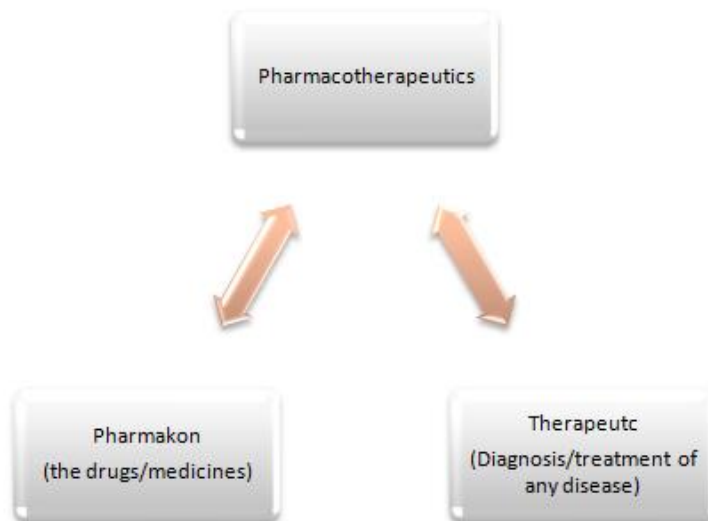 Pharmacotherapeutics
Pharmakon
(the drugs/medicines)
Therapeutc
(Diagnosis/treatment of
any disease)